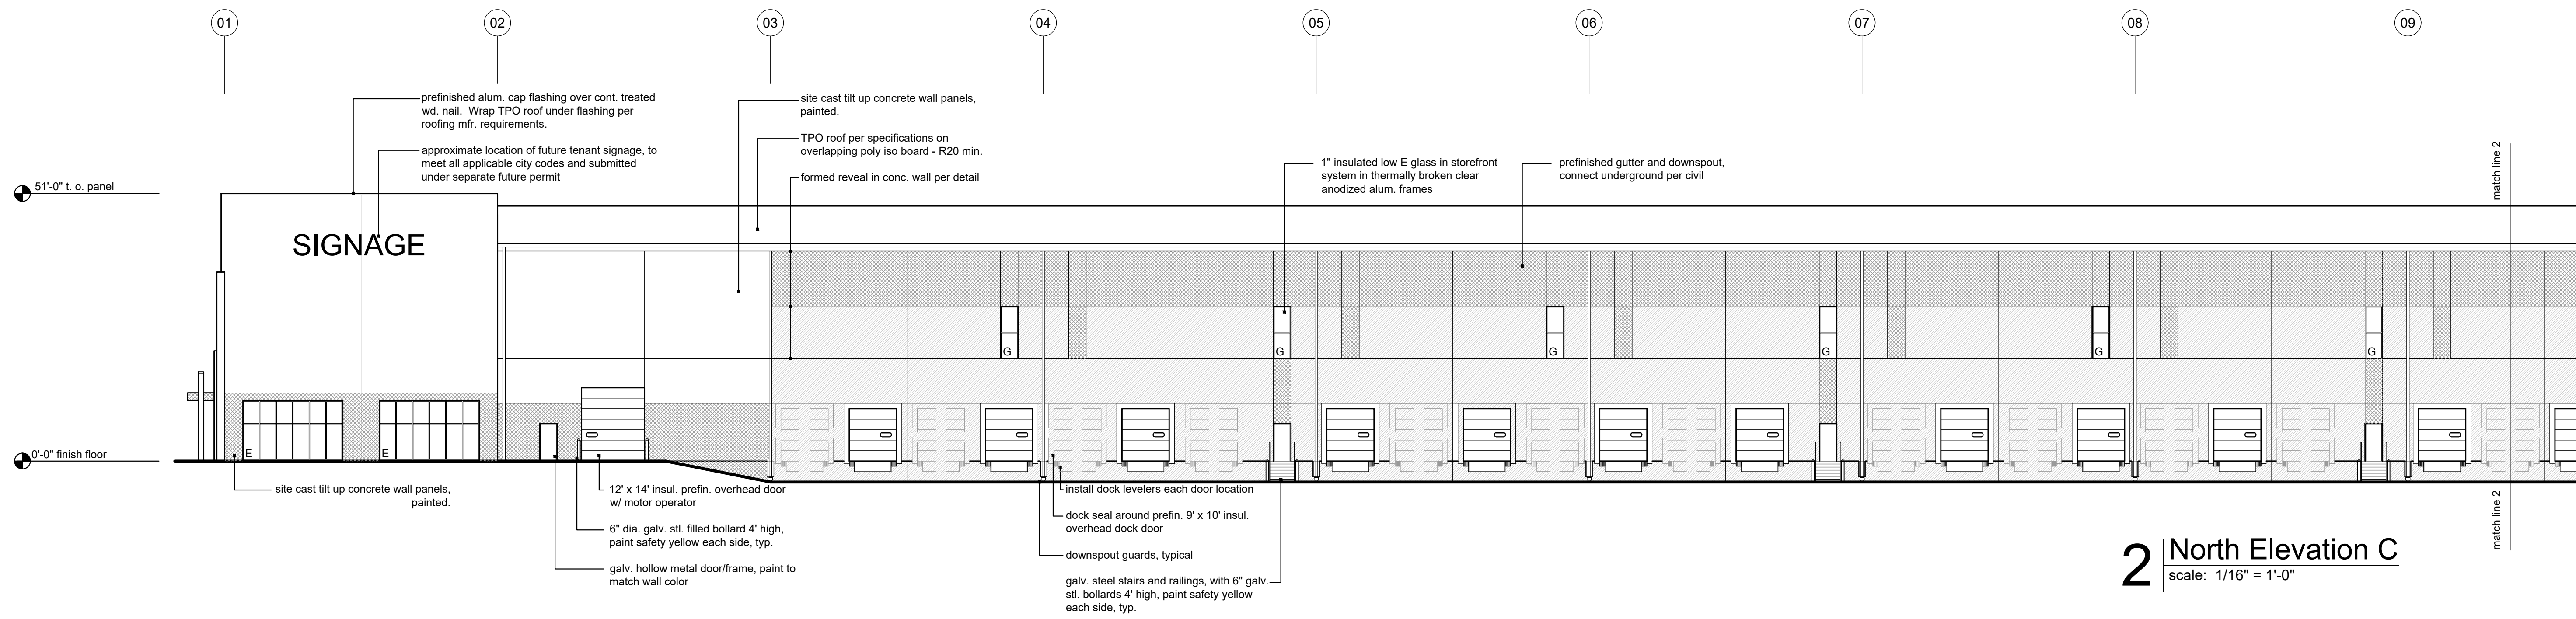 01
02
03
04
05
06
07
08
09
prefinished alum. cap flashing over cont. treated
wd. nail.  Wrap TPO roof under flashing per
roofing mfr. requirements.
approximate location of future tenant signage, to
meet all applicable city codes and submitted
under separate future permit
site cast tilt up concrete wall panels,
painted.
TPO roof per specifications on
overlapping poly iso board - R20 min.
formed reveal in conc. wall per detail
1" insulated low E glass in storefront
system in thermally broken clear
anodized alum. frames
prefinished gutter and downspout,
connect underground per civil
match line 2
51'-0" t. o. panel
SIGNAGE
G
G
G
G
G
G
E
E
0'-0" finish floor
site cast tilt up concrete wall panels,
painted.
12' x 14' insul. prefin. overhead door
w/ motor operator
6" dia. galv. stl. filled bollard 4' high,
paint safety yellow each side, typ.
galv. hollow metal door/frame, paint to
match wall color
install dock levelers each door location
dock seal around prefin. 9' x 10' insul.
overhead dock door
downspout guards, typical
galv. steel stairs and railings, with 6" galv.
stl. bollards 4' high, paint safety yellow
each side, typ.
match line 2
2
North Elevation C
scale:  1/16" = 1'-0"